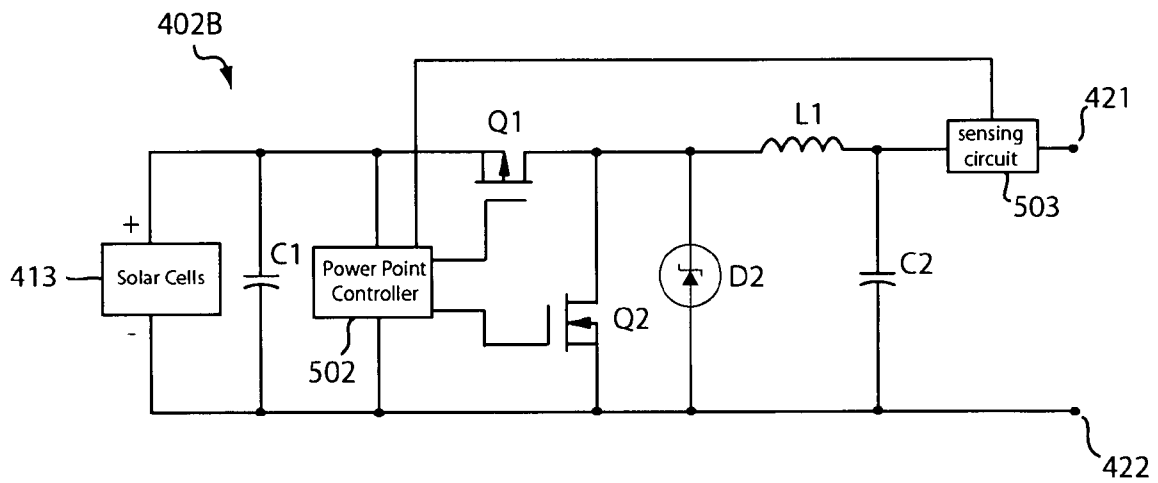 402B
Q1
L1
421
sensing
circuit
503
+
C1
413
Solar Cells
Power Point
Controller
D2
C2
-
Q2
502
422